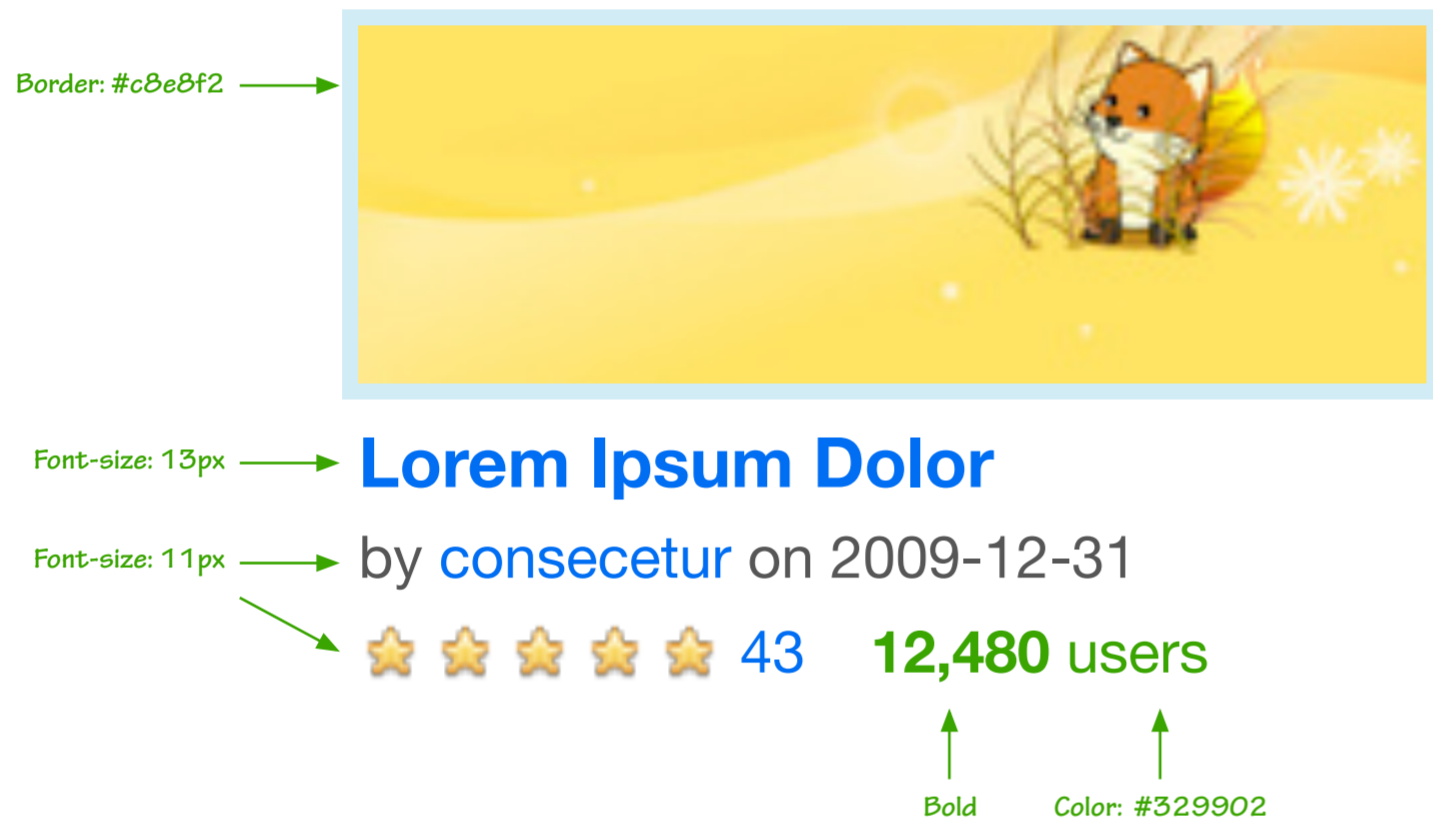 Border: #c8e8f2
Font-size: 13px
Lorem Ipsum Dolor
Font-size: 11px
by consecetur on 2009-12-31
43 12,480 users
Bold Color: #329902